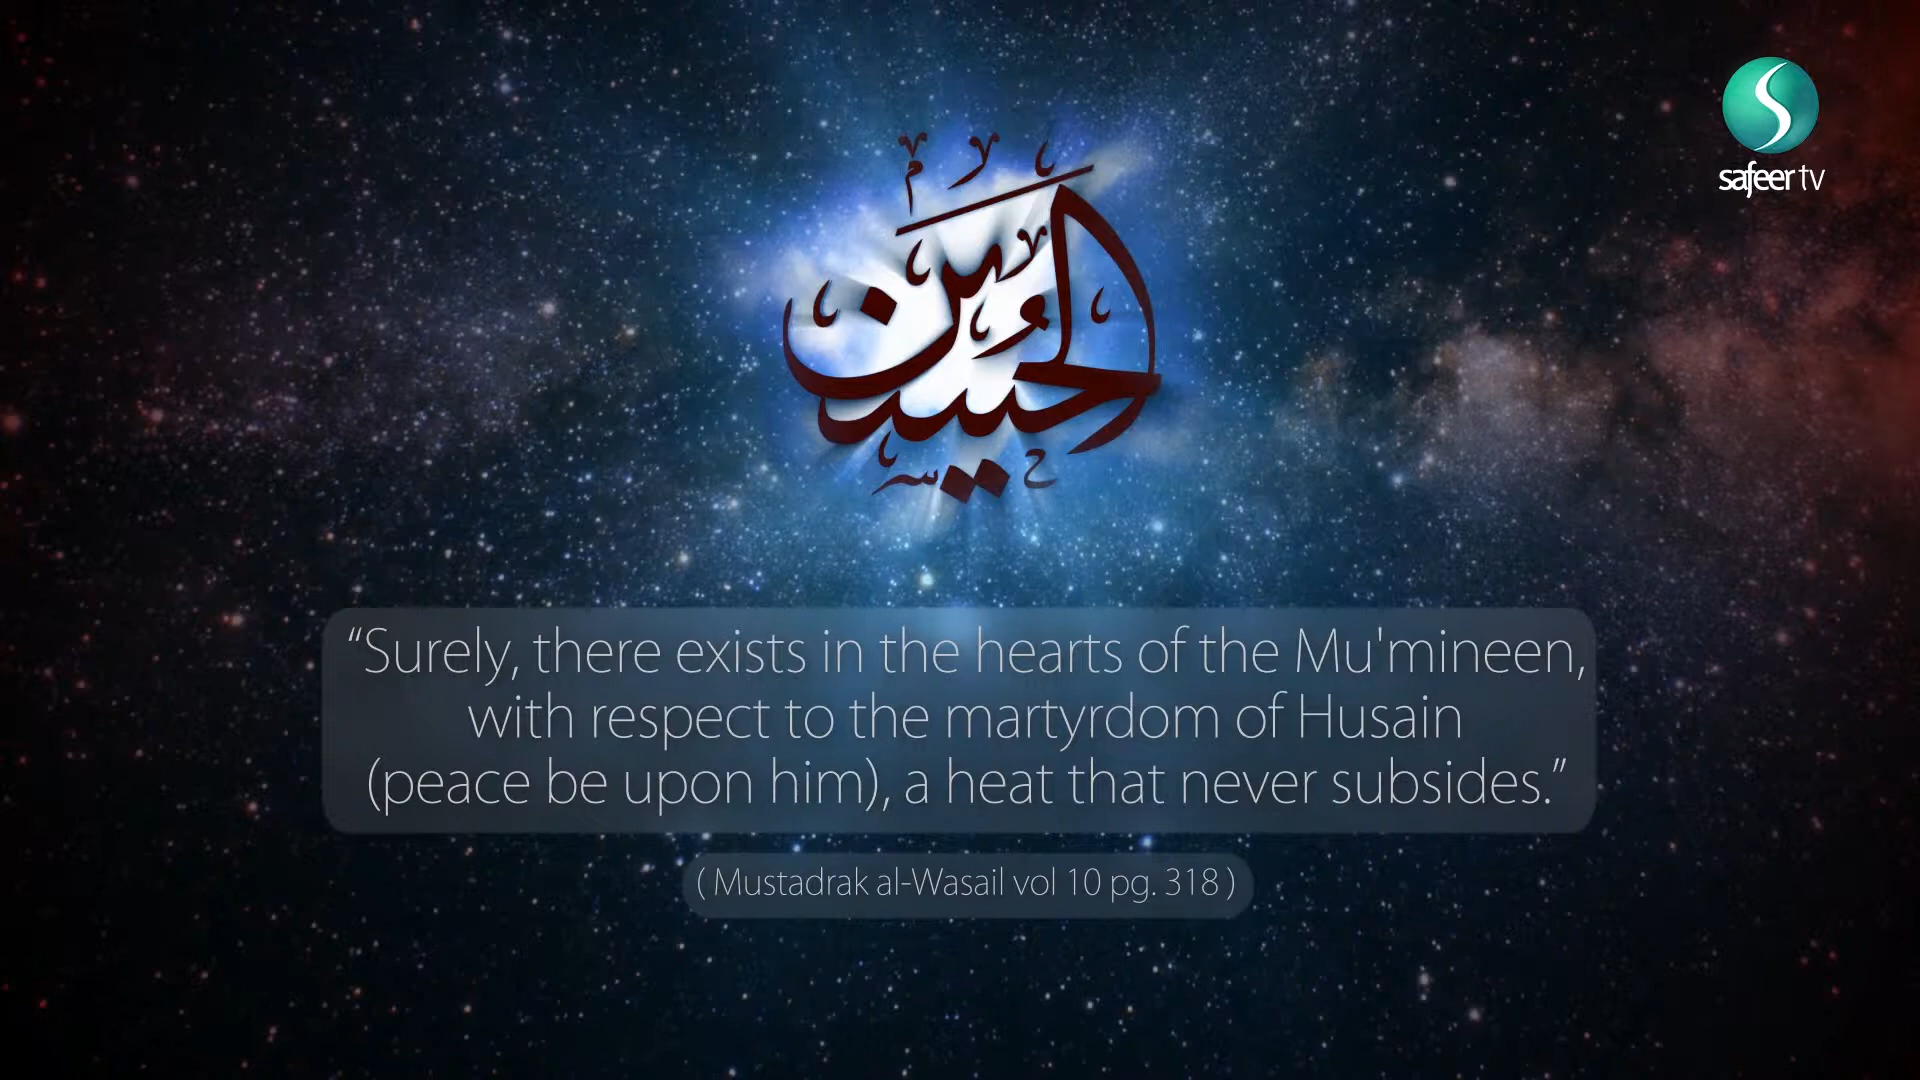 safeer tv
الحسين
“Surely, there exists in the hearts of the Mu'mineen,
with respect to the martyrdom of Husain
(peace be upon him), a heat that never subsides.”
( Mustadrak al-Wasail vol 10 pg. 318 )